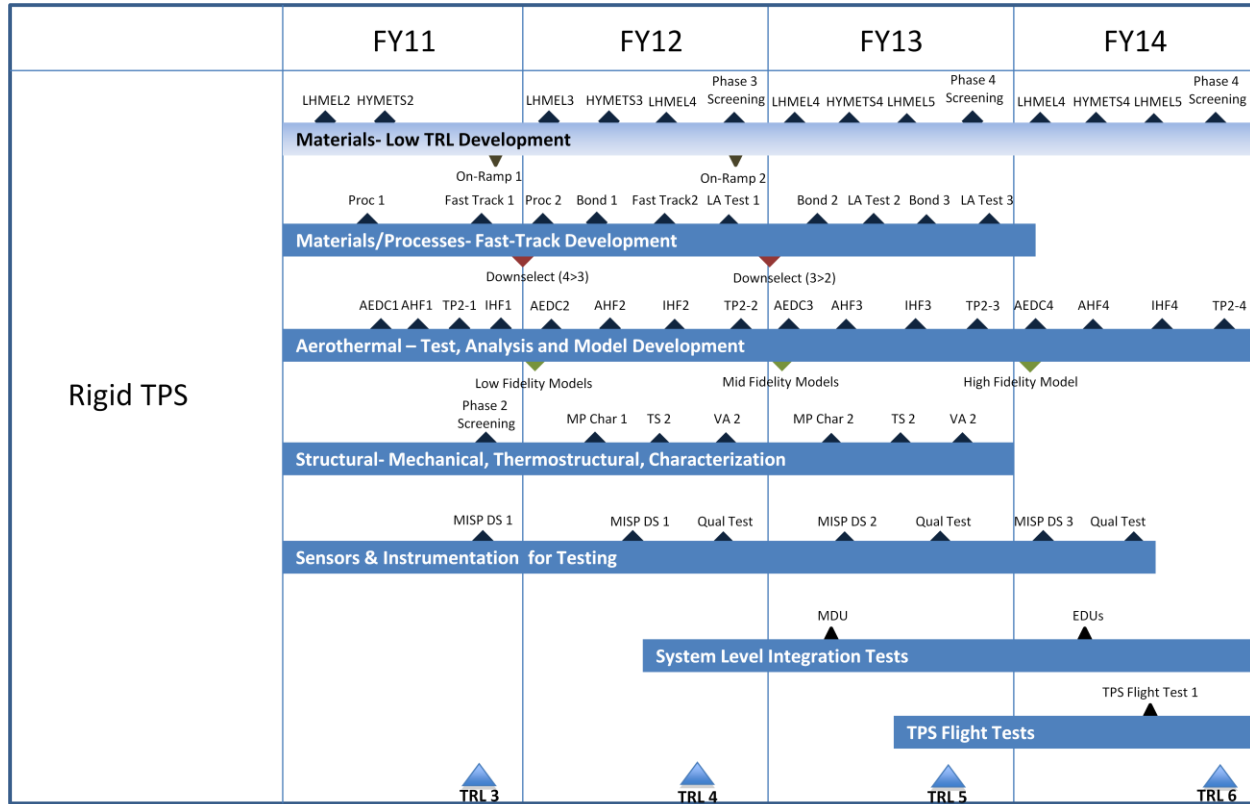 FY11 FY12 FY13 FY14
Rigid TPS
LHMEL2 HYMETS2 LHMEL3 HYMETS3 LHMEL4 Phase 3 Screening LHMEL4 HYMETS4 LHMEL5 Phase 4 Screening LHMEL4 HYMETS4 LHMEL5 Phase 4 Screening
Materials- Low TRL Development
On-Ramp 1 On-Ramp 2
Proc 1 Fast Track 1 Proc 2 Bond 1 Fast Track2 LA Test 1 Bond 2 LA Test 2 Bond 3 LA Test 3
Materials/Processes- Fast-Track Development
Downselect (4>3) Downselect (3>2)
AEDC1 AHF1 TP2-1 IHF1 AEDC2 AHF2 IHF2 TP2-2 AEDC3 AHF3 IHF3 TP2-3 AEDC4 AHF4 IHF4 TP2-4
Aerothermal – Test, Analysis and Model Development
Low Fidelity Models Mid Fidelity Models High Fidelity Model
Phase 2 Screening MP Char 1 TS 2 VA 2 MP Char 2 TS 2 VA 2
Structural- Mechanical, Thermostructural, Characterization
MISP DS 1 MISP DS 1 Qual Test MISP DS 2 Qual Test MISP DS 3 Qual Test
Sensors & Instrumentation for Testing
MDU EDUs
System Level Integration Tests
TPS Flight Test 1
TPS Flight Tests
TRL 3 TRL 4 TRL 5 TRL 6